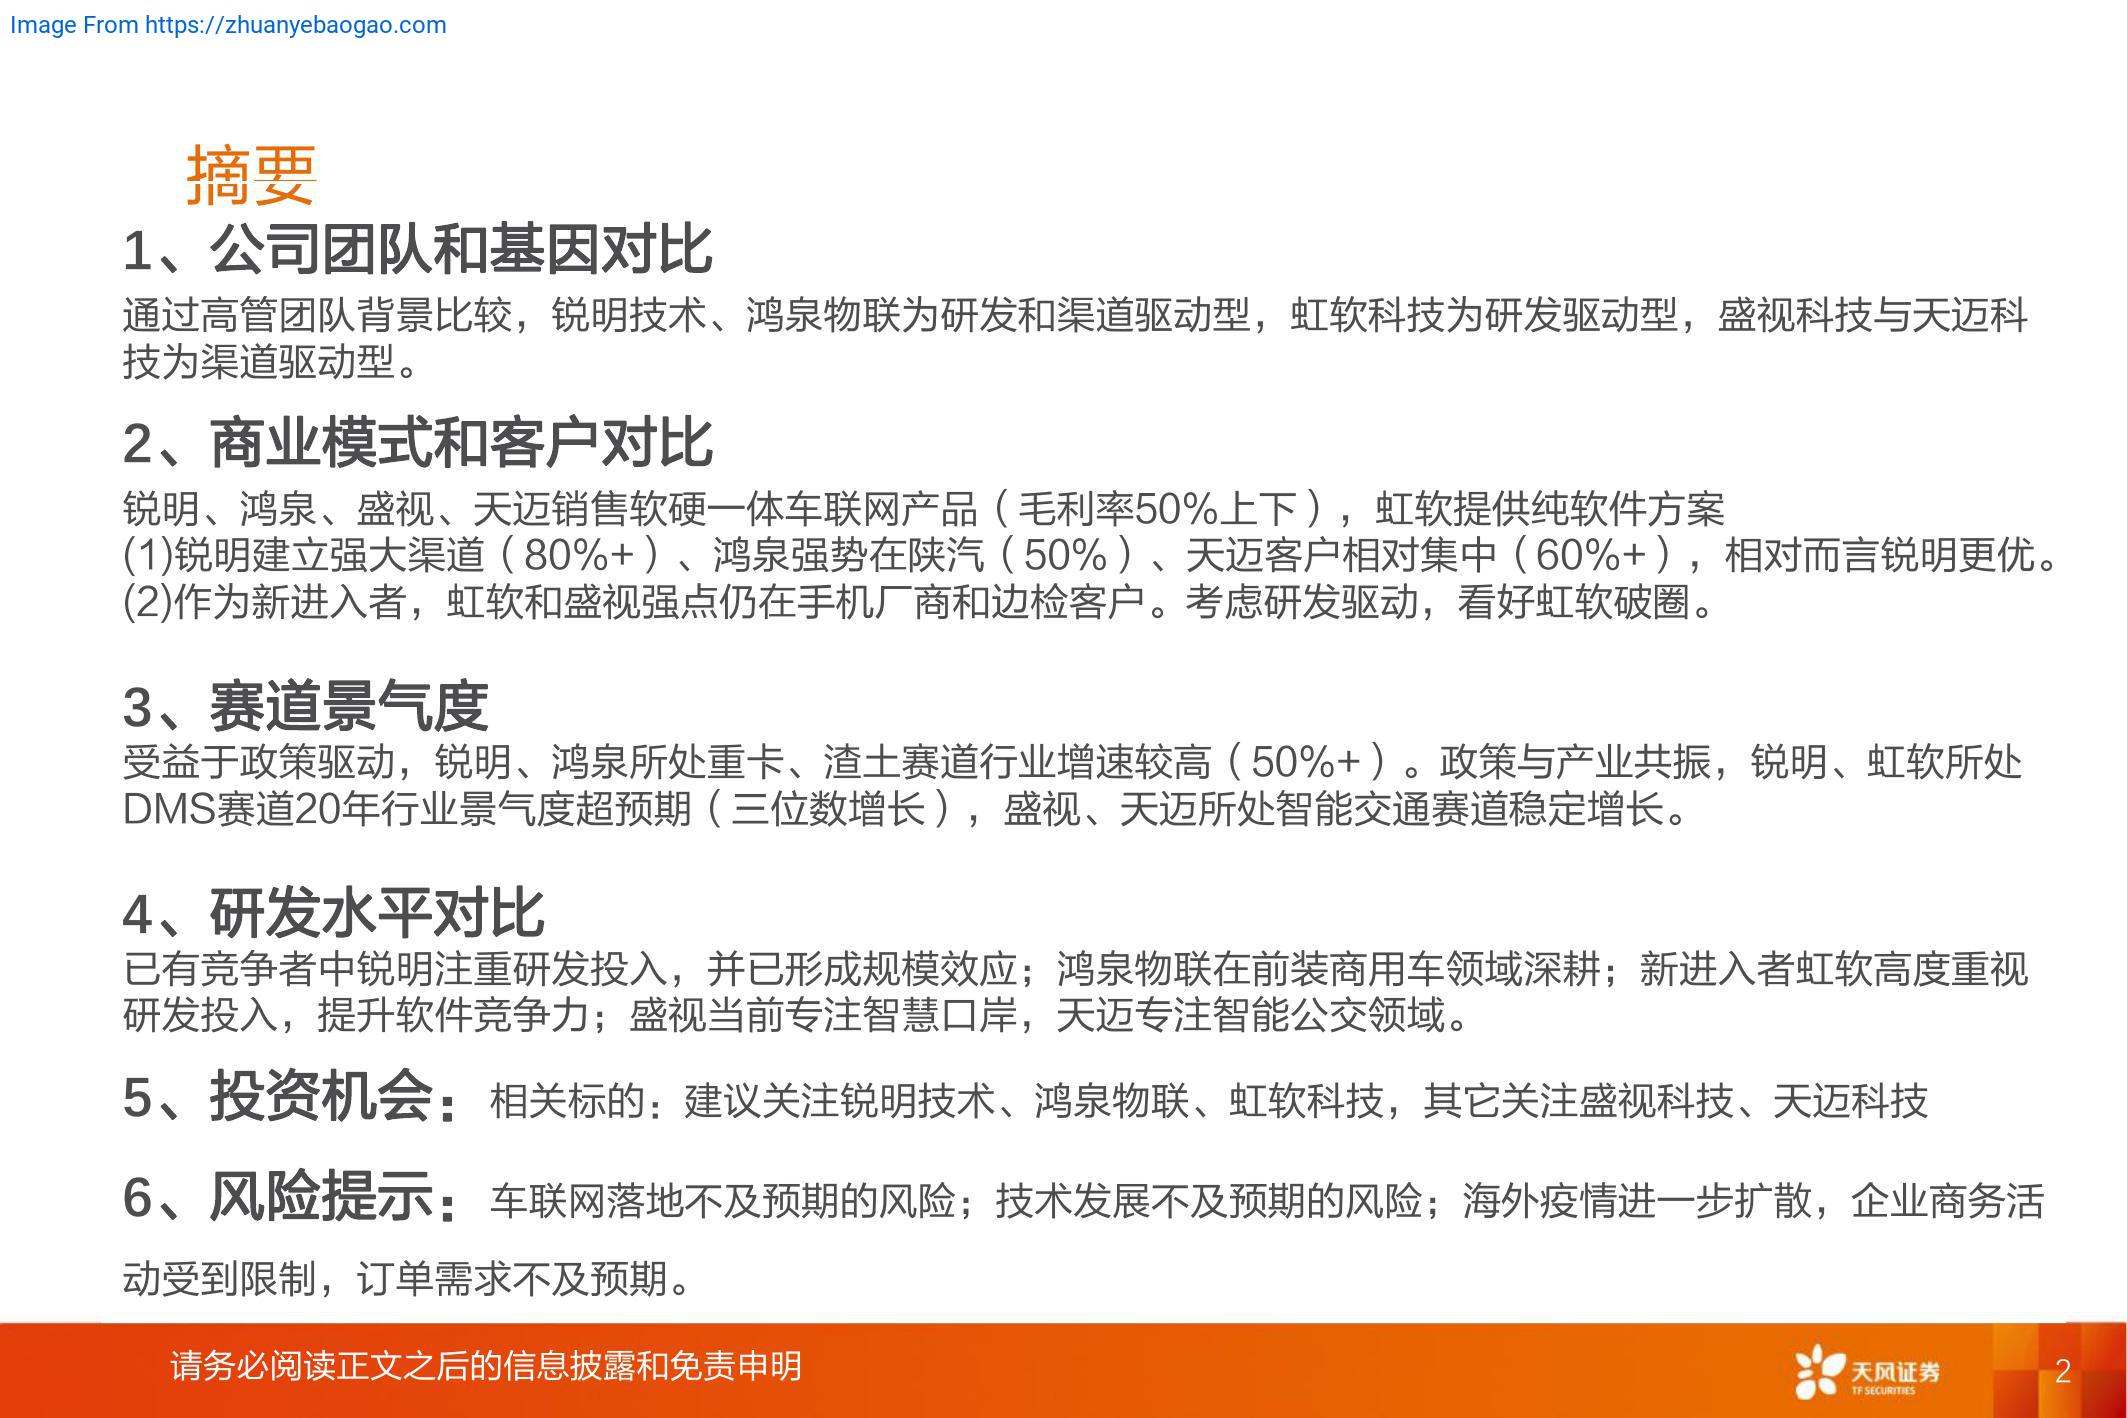 Image From https://zhuanyebaogao.com
摘要
1、公司团队和基因对比
通过高管团队背景比较，锐明技术、鸿泉物联为研发和渠道驱动型，虹软科技为研发驱动型，盛视科技与天迈科
技为渠道驱动型。
2、商业模式和客户对比
锐明、鸿泉、盛视、天迈销售软硬一体车联网产品（毛利率50%上下），虹软提供纯软件方案
(1)锐明建立强大渠道（80%+）、鸿泉强势在陕汽（50%）、天迈客户相对集中（60%+），相对而言锐明更优。
(2)作为新进入者，虹软和盛视强点仍在手机厂商和边检客户。考虑研发驱动，看好虹软破圈。
3、赛道景气度
受益于政策驱动，锐明、鸿泉所处重卡、渣土赛道行业增速较高（50%+）。政策与产业共振，锐明、虹软所处
DMS赛道20年行业景气度超预期（三位数增长），盛视、天迈所处智能交通赛道稳定增长。
4、研发水平对比
已有竞争者中锐明注重研发投入，并已形成规模效应；鸿泉物联在前装商用车领域深耕；新进入者虹软高度重视
研发投入，提升软件竞争力；盛视当前专注智慧口岸，天迈专注智能公交领域。
5、投资机会：相关标的：建议关注锐明技术、鸿泉物联、虹软科技，其它关注盛视科技、天迈科技
6、风险提示：车联网落地不及预期的风险；技术发展不及预期的风险；海外疫情进一步扩散，企业商务活
动受到限制，订单需求不及预期。
请务必阅读正文之后的信息披露和免责申明
天风证券
TF SECURITIES
2